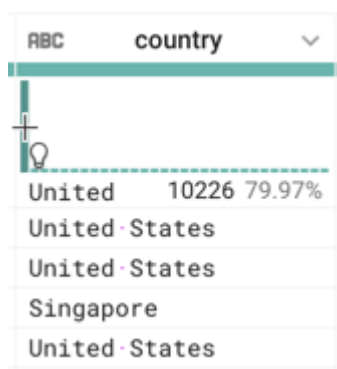 ABC country
United 10226 79.97%
United·States
United·States
Singapore
United·States